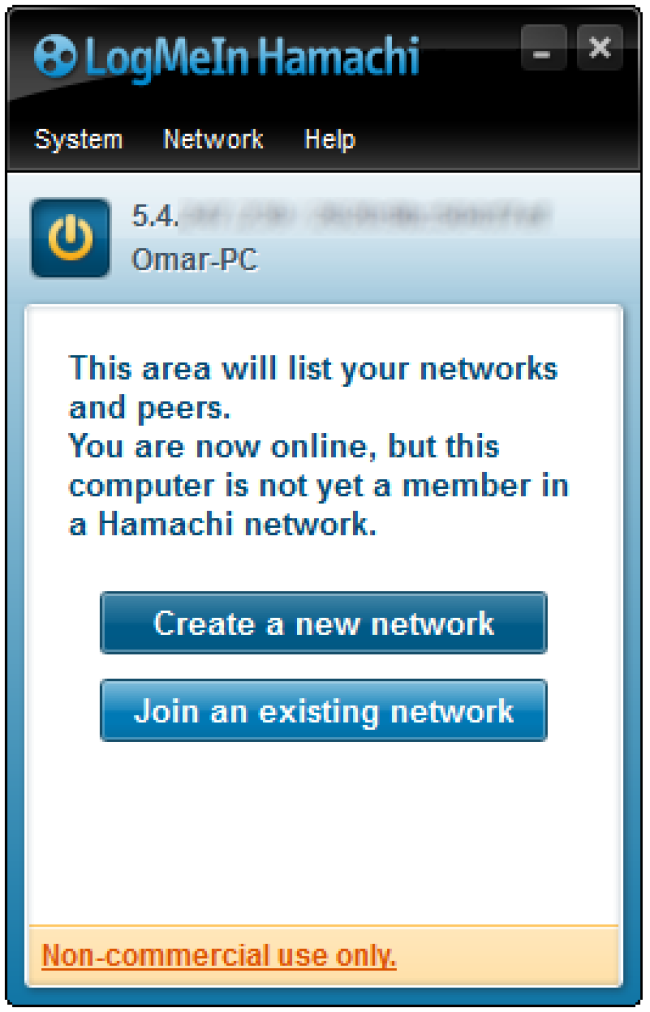 LogMeIn Hamachi
System Network Help
5.4.
Omar-PC
This area will list your networks
and peers.
You are now online, but this
computer is not yet a member in
a Hamachi network.
Create a new network
Join an existing network
Non-commercial use only.